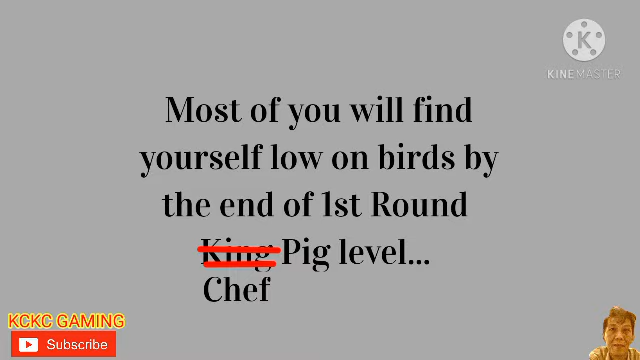 KINEMASTER
Most of you will find
yourself low on birds by
the end of 1st Round
King Pig level...
Chef
KCKC GAMING
Subscribe